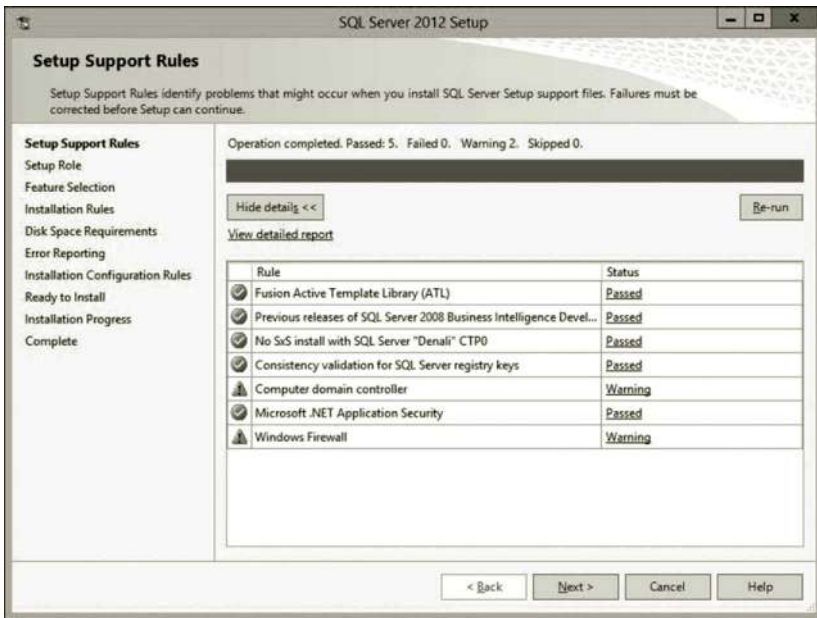 SQL Server 2012 Setup
Setup Support Rules
Setup Support Rules identify problems that might occur when you install SQL Server Setup support files. Failures must be
corrected before Setup can continue.
Setup Support Rules
Setup Role
Feature Selection
Installation Rules
Disk Space Requirements
Error Reporting
Installation Configuration Rules
Ready to Install
Installation Progress
Complete
Operation completed. Passed: 5. Failed 0. Warning 2. Skipped 0.
Hide details <<
Re-run
View detailed report
Rule Status
Fusion Active Template Library (ATL) Passed
Previous releases of SQL Server 2008 Business Intelligence Devel... Passed
No SxS install with SQL Server "Denali" CTP0 Passed
Consistency validation for SQL Server registry keys Passed
Computer domain controller Warning
Microsoft .NET Application Security Passed
Windows Firewall Warning
< Back Next > Cancel Help